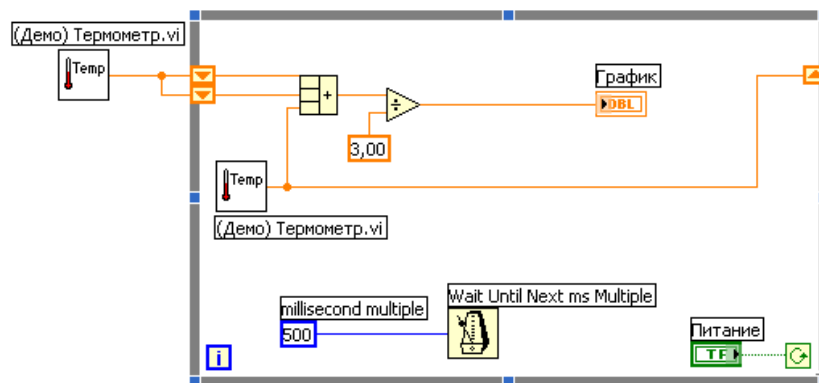 (Демо) Термометр.vi
Temp
График
DBL
3,00
Temp
(Демо) Термометр.vi
millisecond multiple
Wait Until Next ms Multiple
500
Питание
TF
i